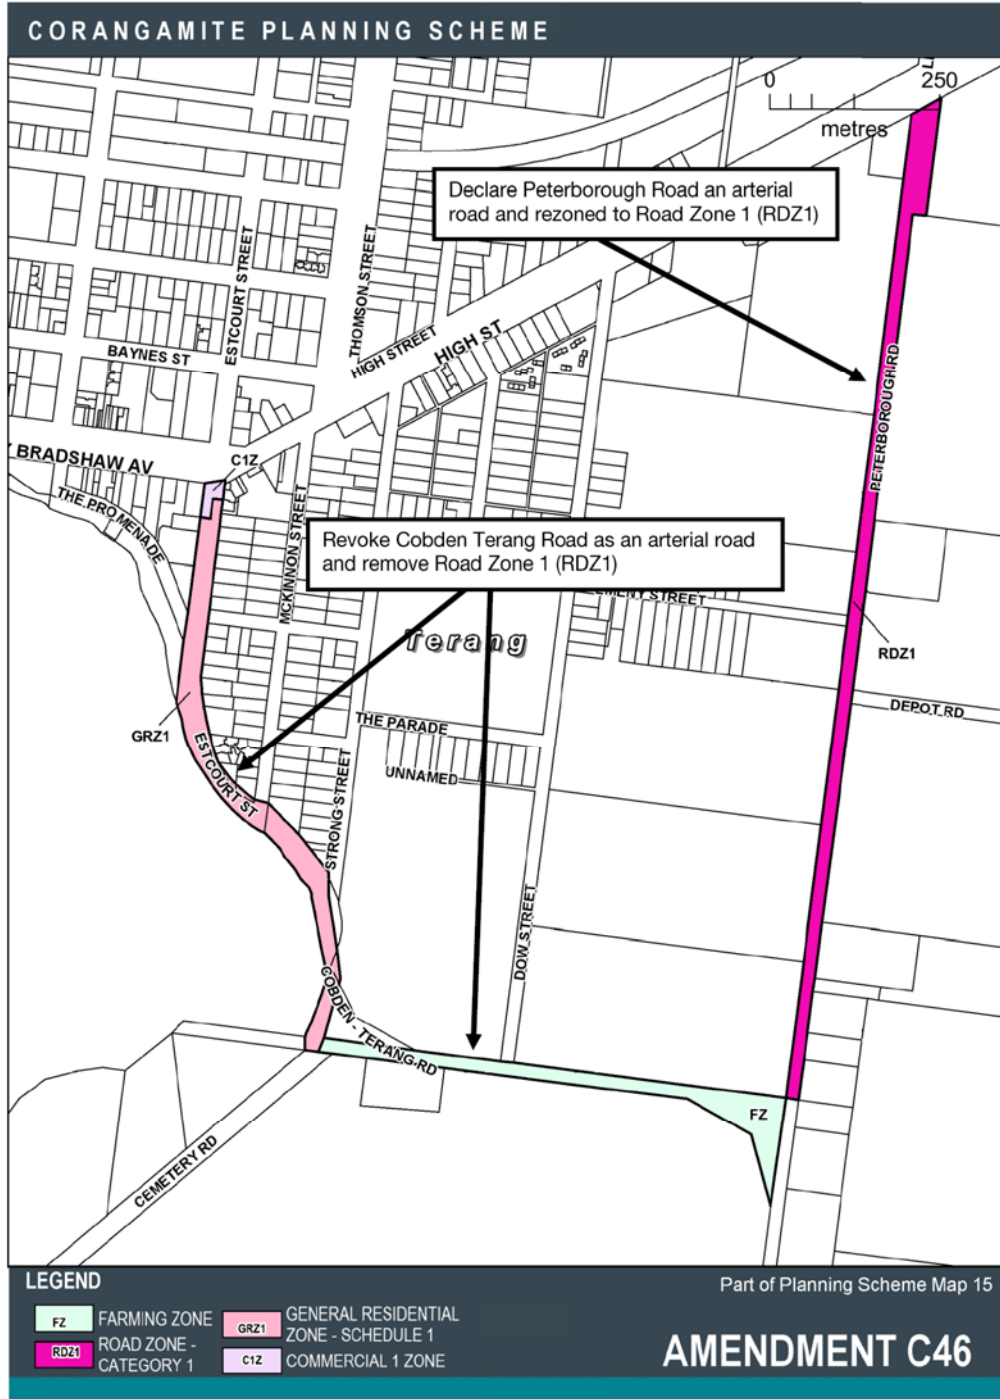 CORANGAMITE PLANNING SCHEME
0 250
metres
Declare Peterborough Road an arterial
road and rezoned to Road Zone 1 (RDZ1)
ESTCOURT STREET
THOMSON STREET
HIGH STREET
HIGH ST
BAYNES ST
PETERBOROUGH RD
BRADSHAW AV
C1Z
THE PROMENADE
MCKINNON STREET
Revoke Cobden Terang Road as an arterial road
and remove Road Zone 1 (RDZ1)
STREET
Terang
RDZ1
DEPOT RD
GRZ1
THE PARADE
UNNAMED
ESTCOURT ST
STRONG STREET
DOW STREET
COBDEN - TERANG RD
FZ
CEMETERY RD
LEGEND
Part of Planning Scheme Map 15
FZ FARMING ZONE
RDZ1 ROAD ZONE -
CATEGORY 1
GRZ1 GENERAL RESIDENTIAL
ZONE - SCHEDULE 1
C1Z COMMERCIAL 1 ZONE
AMENDMENT C46